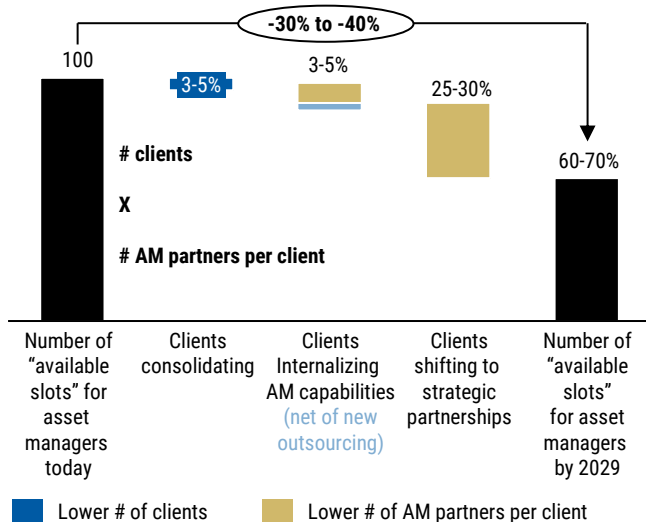 -30% to -40%
100
3-5%
3-5%
25-30%
60-70%
# clients
X
# AM partners per client
Number of
“available
slots” for
asset
managers
today
Clients
consolidating
Clients
Internalizing
AM capabilities
(net of new
outsourcing)
Clients
shifting to
strategic
partnerships
Number of
“available
slots”
for asset
managers
by 2029
Lower # of clients
Lower # of AM partners per client